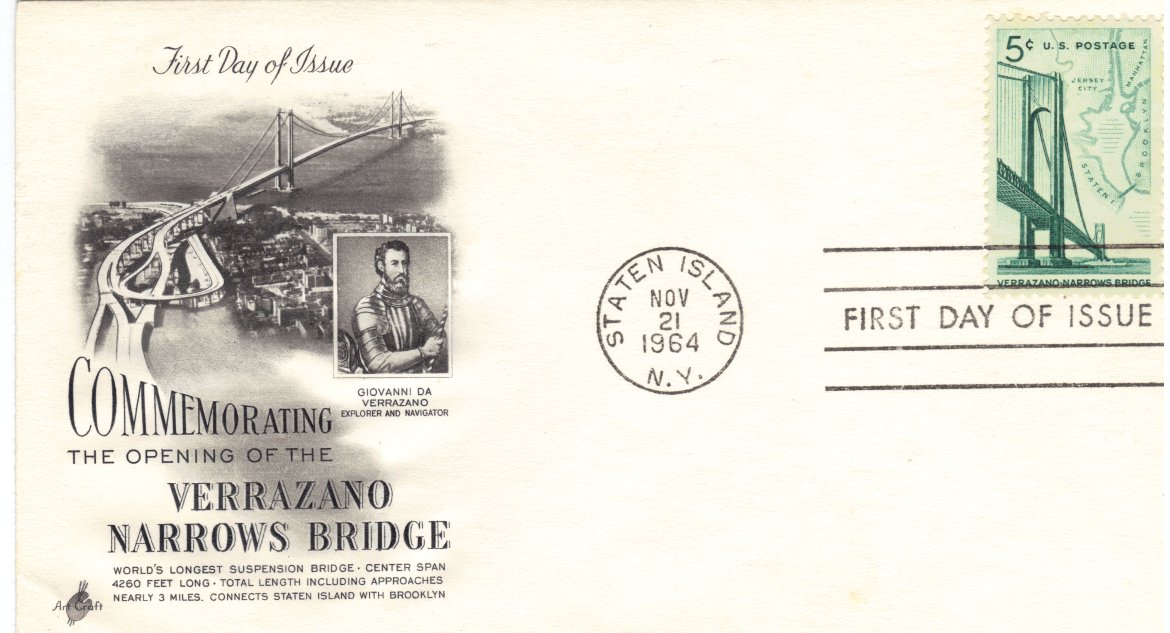 First Day of Issue
GIOVANNI DA
VERRAZANO
EXPLORER AND NAVIGATOR
COMMEMORATING
THE OPENING OF THE
VERRAZANO
NARROWS BRIDGE
WORLD'S LONGEST SUSPENSION BRIDGE · CENTER SPAN
4260 FEET LONG · TOTAL LENGTH INCLUDING APPROACHES
NEARLY 3 MILES. CONNECTS STATEN ISLAND WITH BROOKLYN
Art Craft
STATEN ISLAND
NOV
21
1964
N.Y.
5¢ U.S. POSTAGE
JERSEY
CITY
MANHATTAN
BROOKLYN
STATEN I.
VERRAZANO-NARROWS BRIDGE
FIRST DAY OF ISSUE